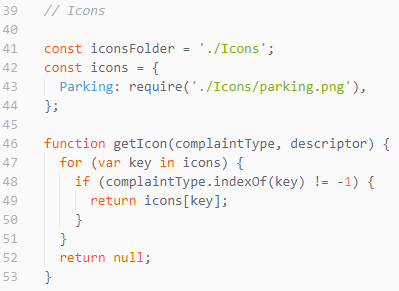 39 // Icons
40
41 const iconsFolder = './Icons';
42 const icons = {
43   Parking: require('./Icons/parking.png'),
44 };
45
46 function getIcon(complaintType, descriptor) {
47   for (var key in icons) {
48     if (complaintType.indexOf(key) != -1) {
49       return icons[key];
50     }
51   }
52   return null;
53 }